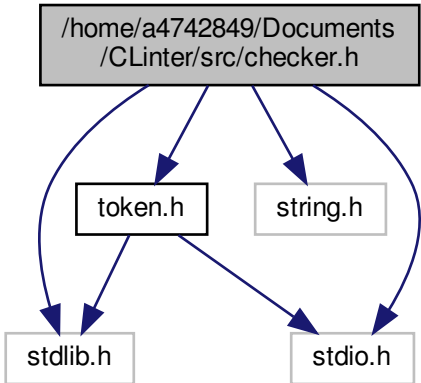 /home/a4742849/Documents
/CLinter/src/checker.h
token.h
string.h
stdlib.h
stdio.h